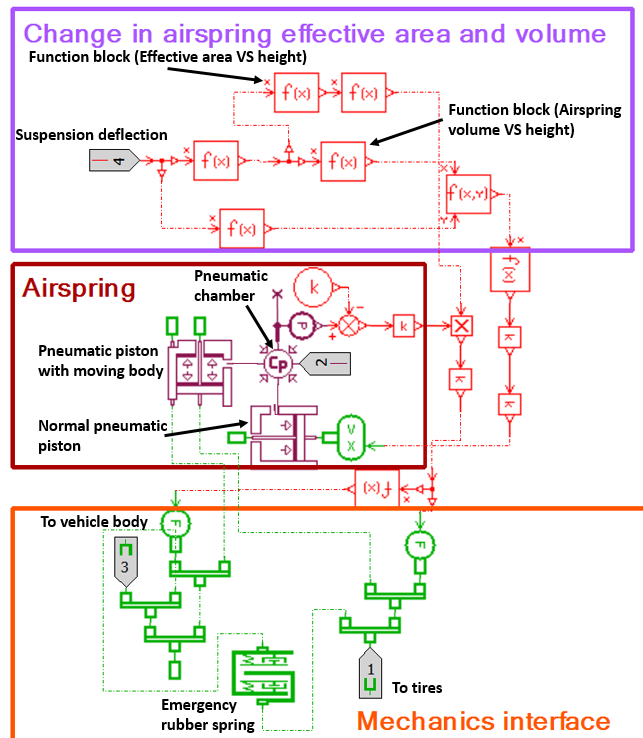 Change in airspring effective area and volume
Function block (Effective area VS height)
x
f(x)
f(x)
Function block (Airspring
volume VS height)
Suspension deflection
4
x
f(x)
x
f(x)
x
f(x,y)
x
f(x)
Y
x
f(x)
Airspring
Pneumatic
chamber
k
-
P
+
k
k
Pneumatic piston
with moving body
Cp
2
k
k
Normal pneumatic
piston
V
X
f(x)
x
To vehicle body
F
F
3
1
To tires
Emergency
rubber spring
Mechanics interface